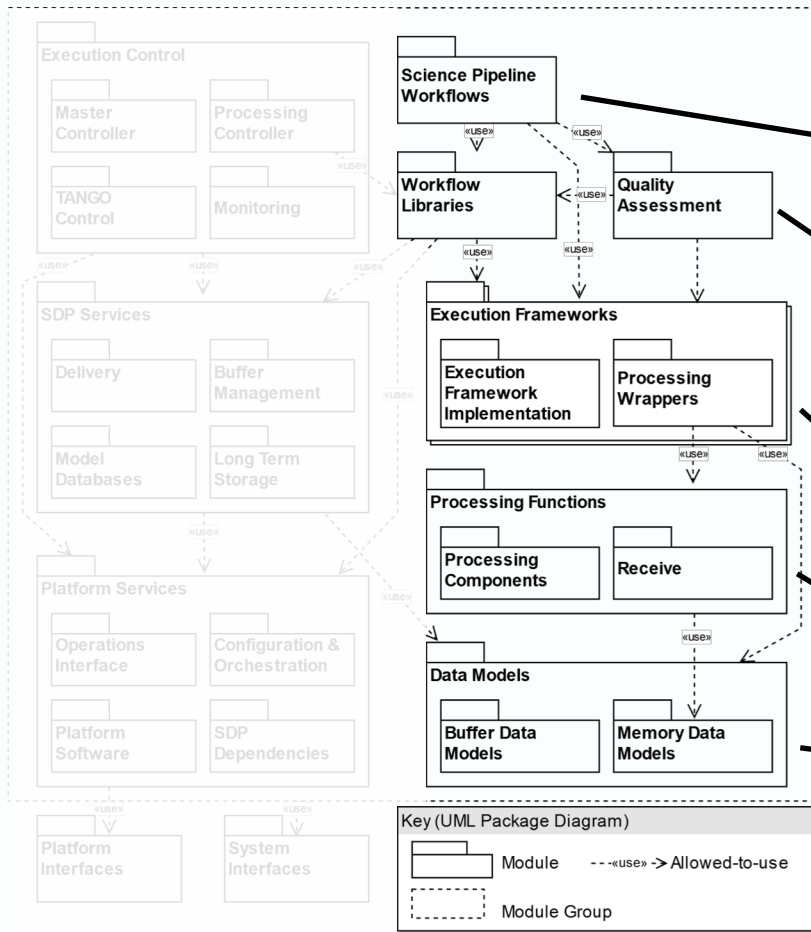 Execution Control
Master
Controller
Processing
Controller
«use»
TANGO
Control
Monitoring
«use»
«use»
«use»
SDP Services
Delivery
Buffer
Management
«use»
Model
Databases
Long Term
Storage
«use»
Platform Services
«use»
Operations
Interface
Configuration &
Orchestration
Platform
Software
SDP
Dependencies
«use»
«use»
Platform
Interfaces
System
Interfaces
Science Pipeline
Workflows
«use»
«use»
Workflow
Libraries
«use»
Quality
Assessment
«use»
«use»
Execution Frameworks
Execution
Framework
Implementation
Processing
Wrappers
«use»
«use»
Processing Functions
Processing
Components
Receive
«use»
Data Models
Buffer Data
Models
Memory Data
Models
Key (UML Package Diagram)
Module
«use»
Allowed-to-use
Module Group